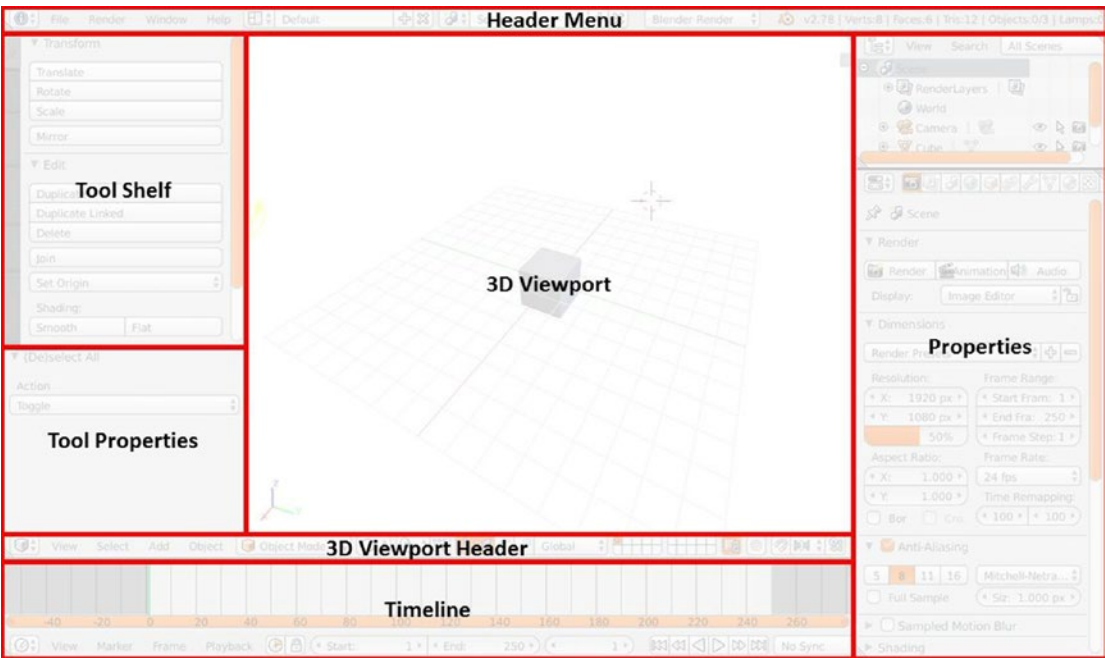 File Render Window Help Default Header Menu Blender Render v2.78 | Verts:8 | Faces:6 | Tris:12 | Objects:0/3 | Lamps:0
Transform
Translate
Rotate
Scale
Mirror
Edit
Tool Shelf
Duplicate Linked
Delete
Join
Set Origin
Shading:
Smooth Flat
(De)select All
Action
Toggle
Tool Properties
3D Viewport
z
View Search All Scenes
Scene
RenderLayers
World
Camera
Cube
Scene
Render
Render Animation Audio
Display: Image Editor
Dimensions
Properties
Resolution: Frame Range:
X: 1920 px Start Fram: 1
Y: 1080 px End Fra: 250
50% Frame Step: 1
Aspect Ratio: Frame Rate:
X: 1.000 24 fps
Y: 1.000 Time Remapping:
Bor 100 100
Anti-Aliasing
5 8 11 16 Mitchell-Netra...
Full Sample Siz: 1.000 px
Sampled Motion Blur
Shading
View Select Add Object Object Mode 3D Viewport Header Global
Timeline
-40 -20 0 20 40 60 80 100 120 140 160 180 200 220 240 260
View Marker Frame Playback Start: 1 End: 250 1 No Sync